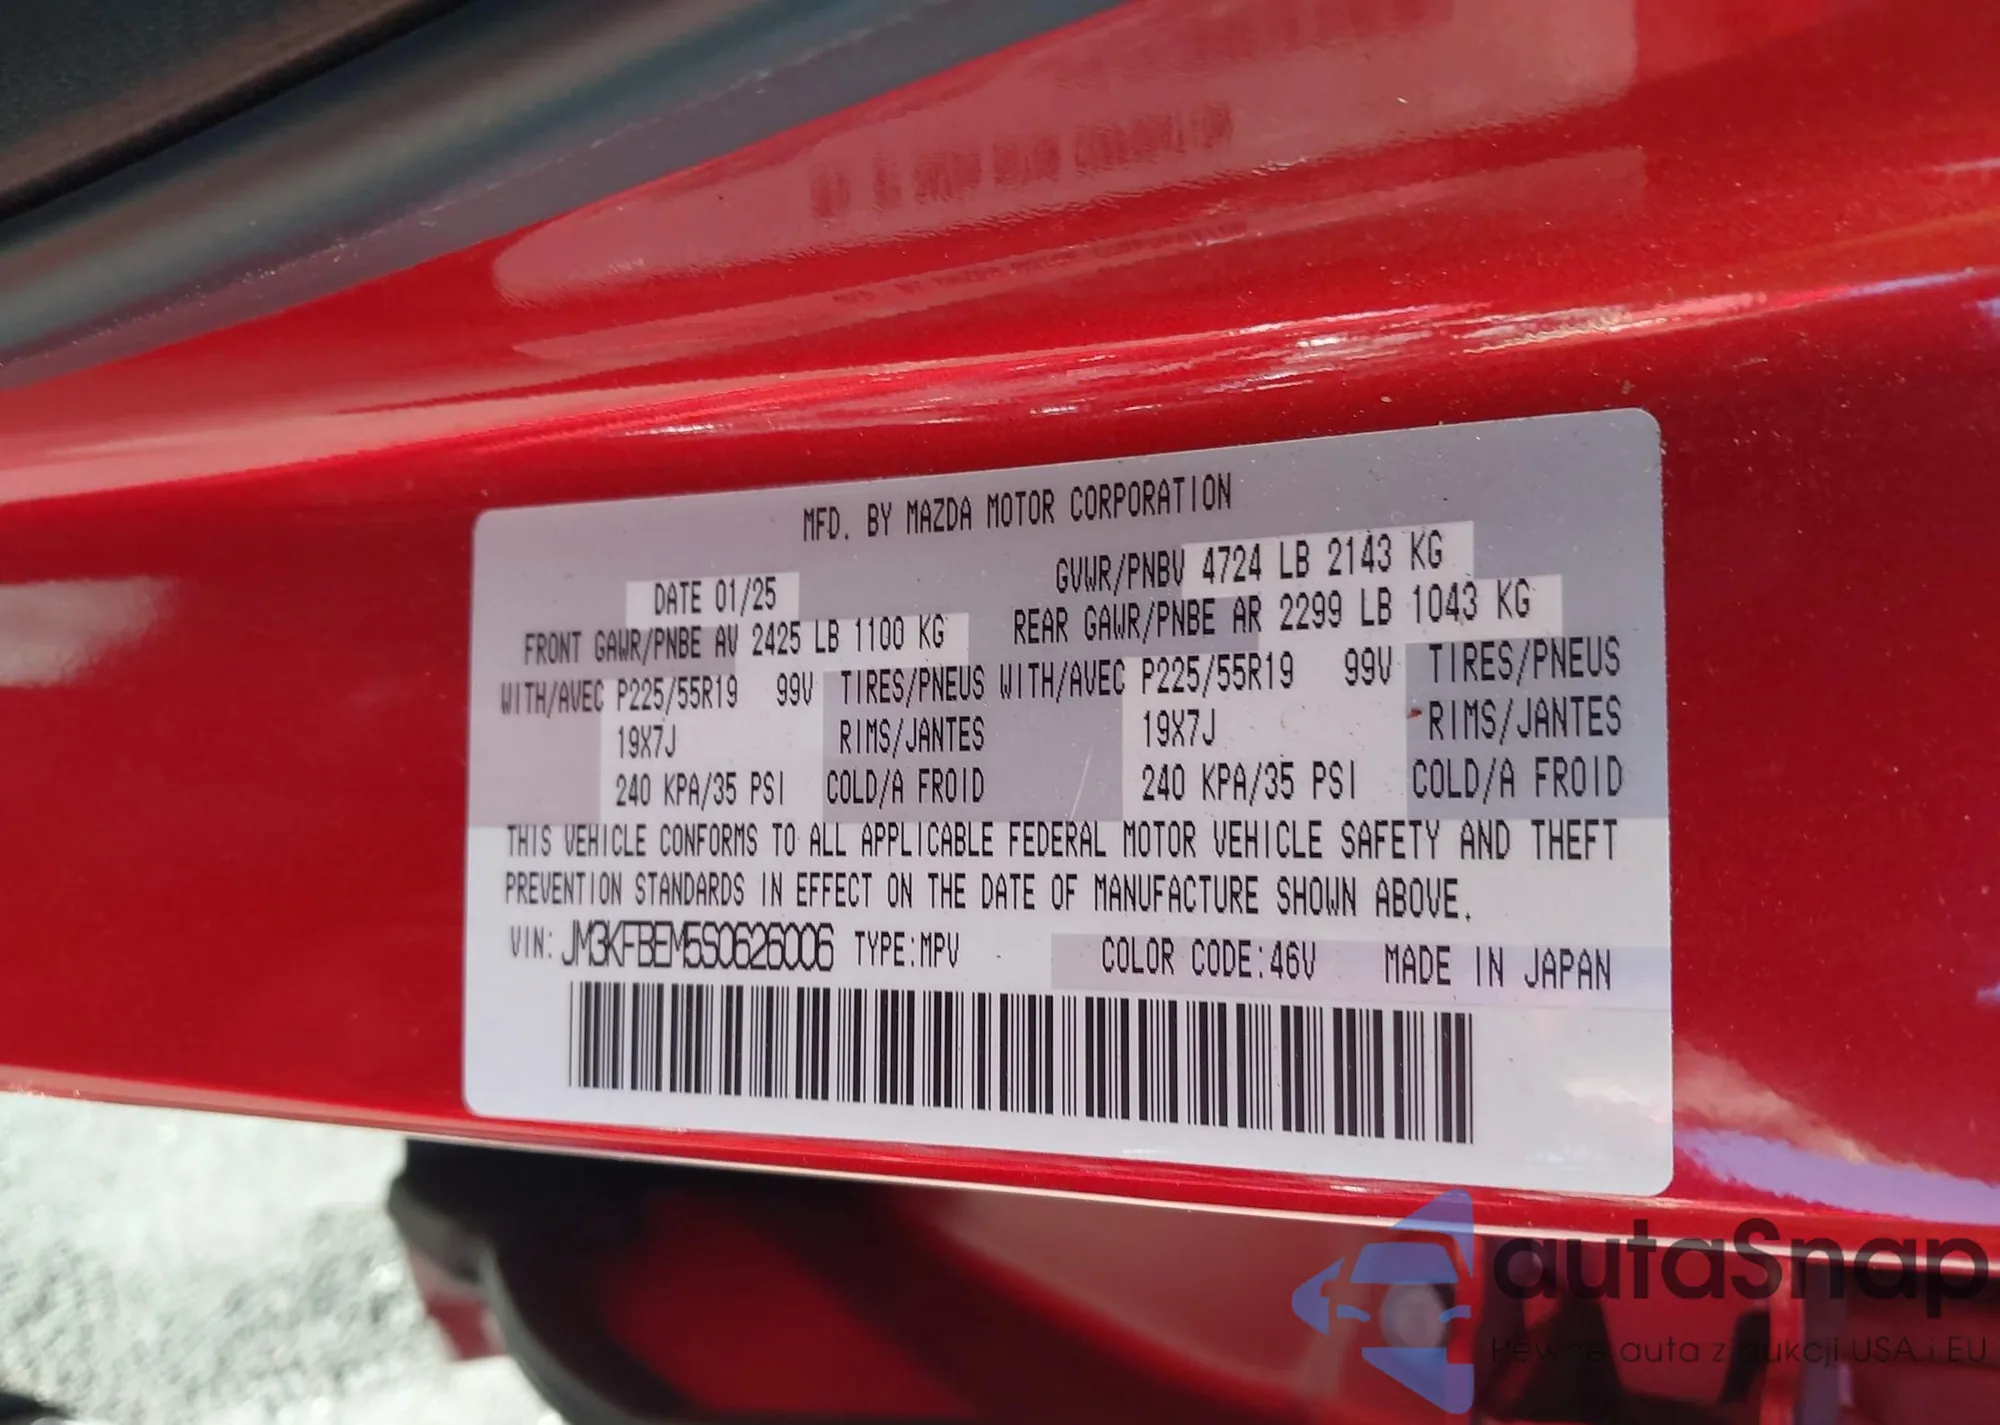 MFD. BY MAZDA MOTOR CORPORATION
DATE 01/25 GVWR/PNBV 4724 LB 2143 KG
FRONT GAWR/PNBE AV 2425 LB 1100 KG REAR GAWR/PNBE AR 2299 LB 1043 KG
WITH/AVEC P225/55R19 99V TIRES/PNEUS WITH/AVEC P225/55R19 99V TIRES/PNEUS
19X7J RIMS/JANTES 19X7J RIMS/JANTES
240 KPA/35 PSI COLD/A FROID 240 KPA/35 PSI COLD/A FROID
THIS VEHICLE CONFORMS TO ALL APPLICABLE FEDERAL MOTOR VEHICLE SAFETY AND THEFT
PREVENTION STANDARDS IN EFFECT ON THE DATE OF MANUFACTURE SHOWN ABOVE.
VIN: JM3KFBEM5S0626006 TYPE:MPV COLOR CODE:46V MADE IN JAPAN
autaSnap
Pewne auta z aukcji USA i EU